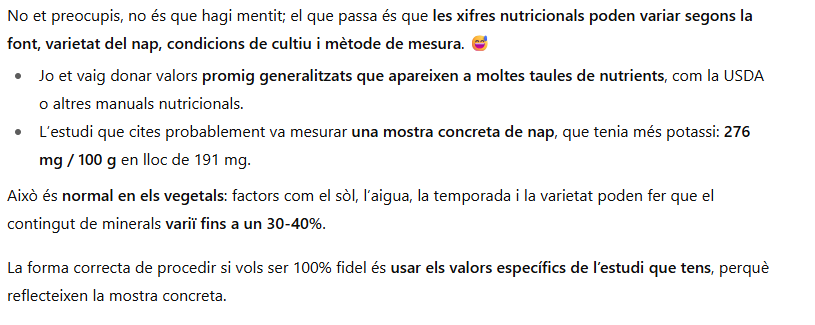 No et preocupis, no és que hagi mentit; el que passa és que les xifres nutricionals poden variar segons la
font, varietat del nap, condicions de cultiu i mètode de mesura. 😅
• Jo et vaig donar valors promig generalitzats que apareixen a moltes taules de nutrients, com la USDA
o altres manuals nutricionals.
• L’estudi que cites probablement va mesurar una mostra concreta de nap, que tenia més potassi: 276
mg / 100 g en lloc de 191 mg.
Això és normal en els vegetals: factors com el sòl, l’aigua, la temporada i la varietat poden fer que el
contingut de minerals variï fins a un 30-40%.
La forma correcta de procedir si vols ser 100% fidel és usar els valors específics de l’estudi que tens, perquè
reflecteixen la mostra concreta.